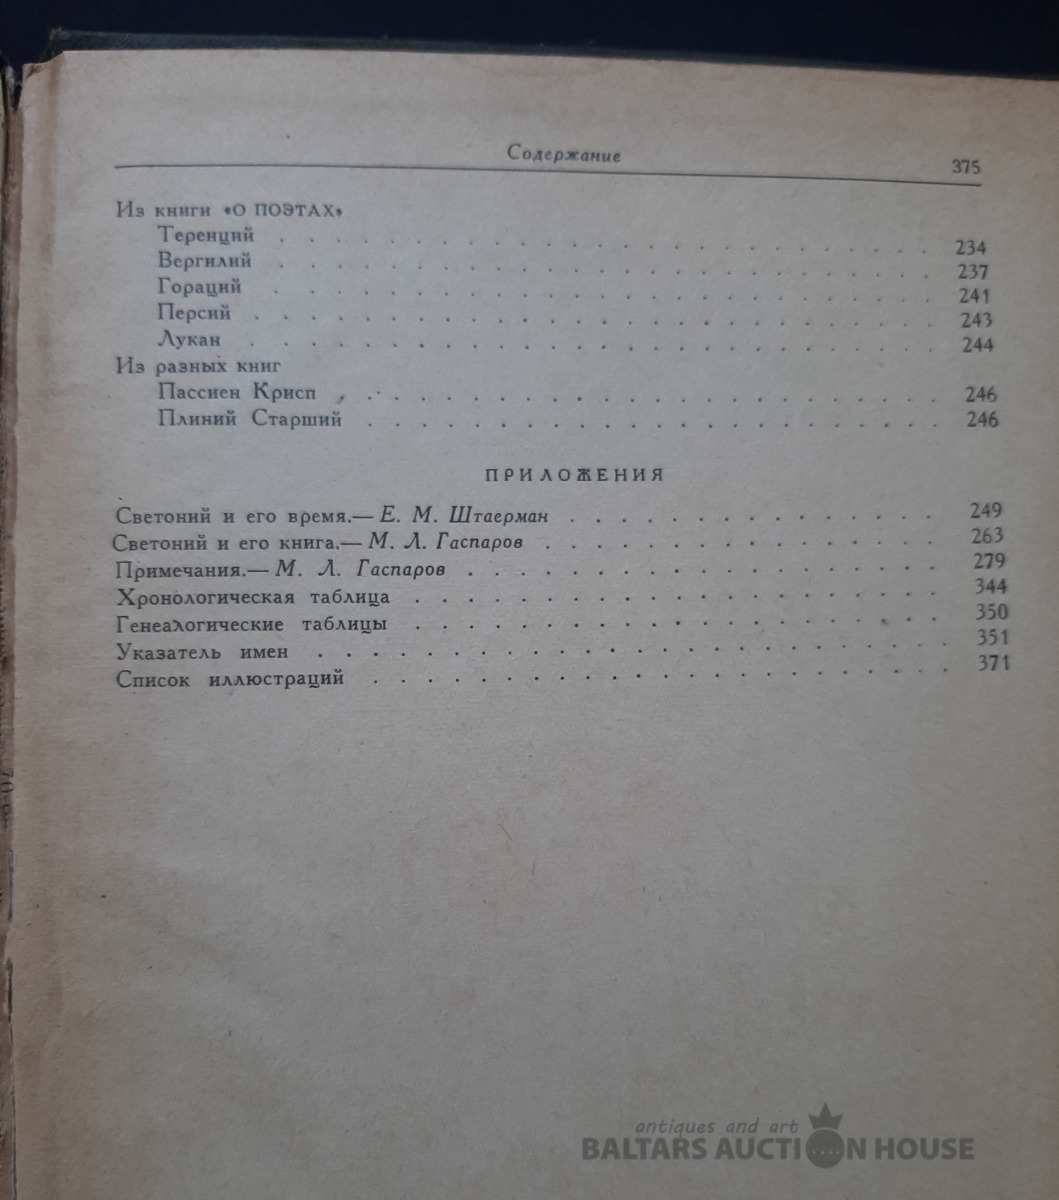 Содержание 375
Из книги «О ПОЭТАХ»
Теренций . . . . . . . . . . . . . . . . . . . . . . . 234
Вергилий . . . . . . . . . . . . . . . . . . . . . . . 237
Гораций . . . . . . . . . . . . . . . . . . . . . . . 241
Персий . . . . . . . . . . . . . . . . . . . . . . . . 243
Лукан . . . . . . . . . . . . . . . . . . . . . . . . 244
Из разных книг
Пассиен Крисп . . . . . . . . . . . . . . . . . . . . . 246
Плиний Старший . . . . . . . . . . . . . . . . . . . . 246
ПРИЛОЖЕНИЯ
Светоний и его время.— Е. М. Штаерман . . . . . . . . . . . . . . 249
Светоний и его книга.— М. Л. Гаспаров . . . . . . . . . . . . . . 263
Примечания.— М. Л. Гаспаров . . . . . . . . . . . . . . . . . 279
Хронологическая таблица . . . . . . . . . . . . . . . . . . . 344
Генеалогические таблицы . . . . . . . . . . . . . . . . . . . 350
Указатель имен . . . . . . . . . . . . . . . . . . . . . . . 351
Список иллюстраций . . . . . . . . . . . . . . . . . . . . . 371
antiques and art
BALTARS AUCTION HOUSE